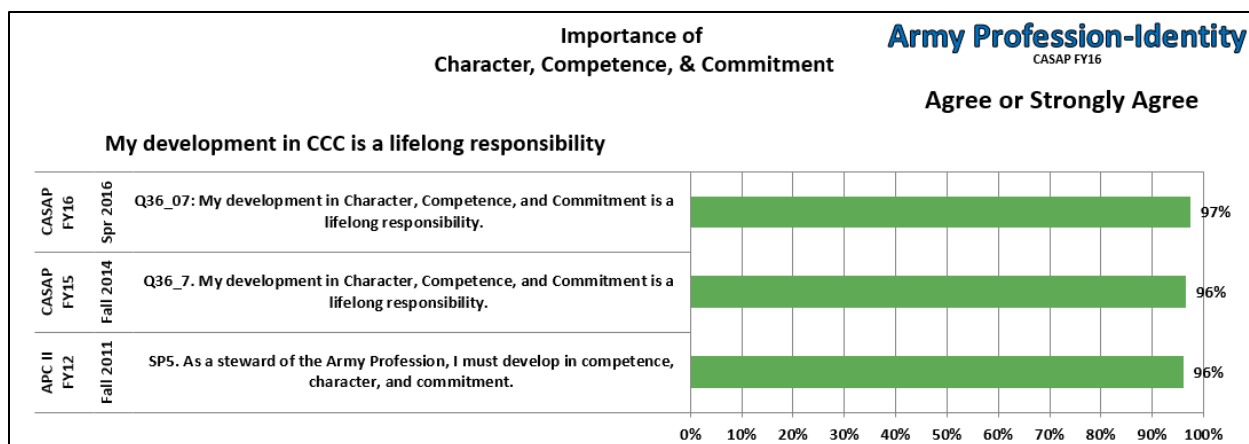 Importance of
Character, Competence, & Commitment
Army Profession-Identity
CASAP FY16
Agree or Strongly Agree
My development in CCC is a lifelong responsibility
CASAP
FY16
Spr 2016
Q36_07: My development in Character, Competence, and Commitment is a
lifelong responsibility.
97%
CASAP
FY15
Fall 2014
Q36_7. My development in Character, Competence, and Commitment is a
lifelong responsibility.
96%
APC II
FY12
Fall 2011
SP5. As a steward of the Army Profession, I must develop in competence,
character, and commitment.
96%
0% 10% 20% 30% 40% 50% 60% 70% 80% 90% 100%